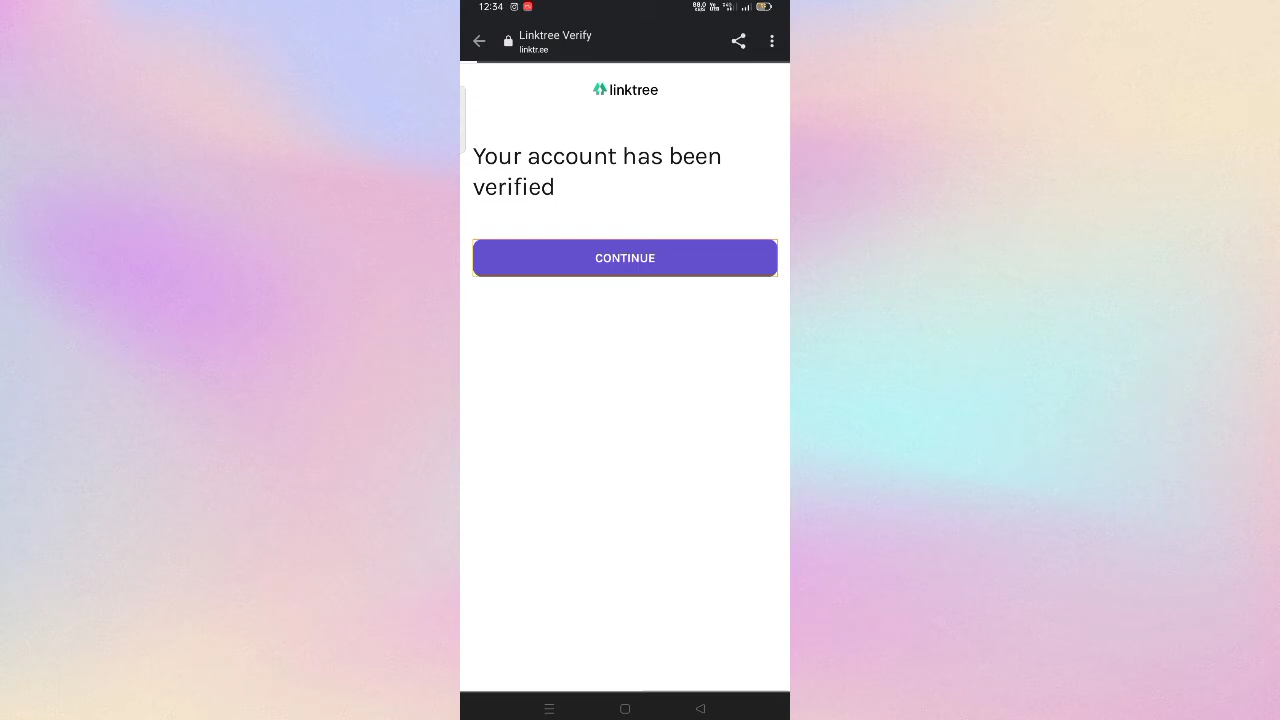 12:34
Linktree Verify
linktr.ee
linktree
Your account has been
verified
CONTINUE